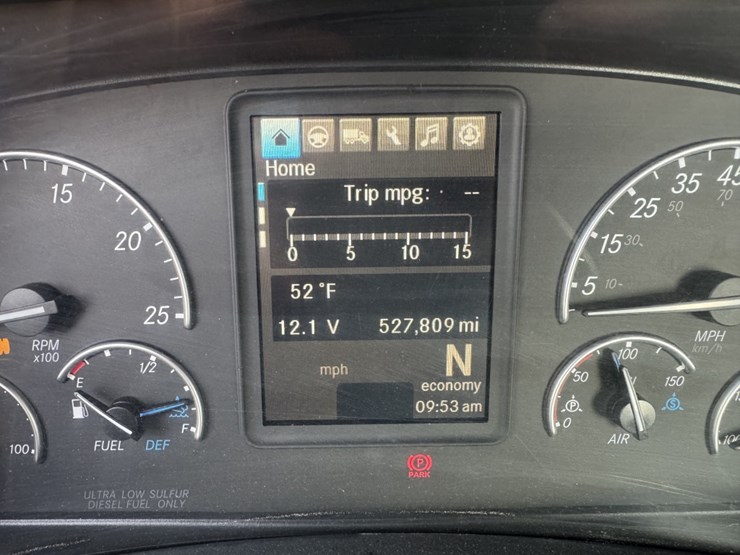 Home
Trip mpg: --
0 5 10 15
52 °F
12.1 V 527,809 mi
mph
N
economy
09:53 am
15
20
25
RPM
x100
E
1/2
F
FUEL DEF
100
ULTRA LOW SULFUR
DIESEL FUEL ONLY
P
PARK
5
10
15
30
25
50
35
70
45
MPH
km/h
0
50
100
150
P
S
AIR
100